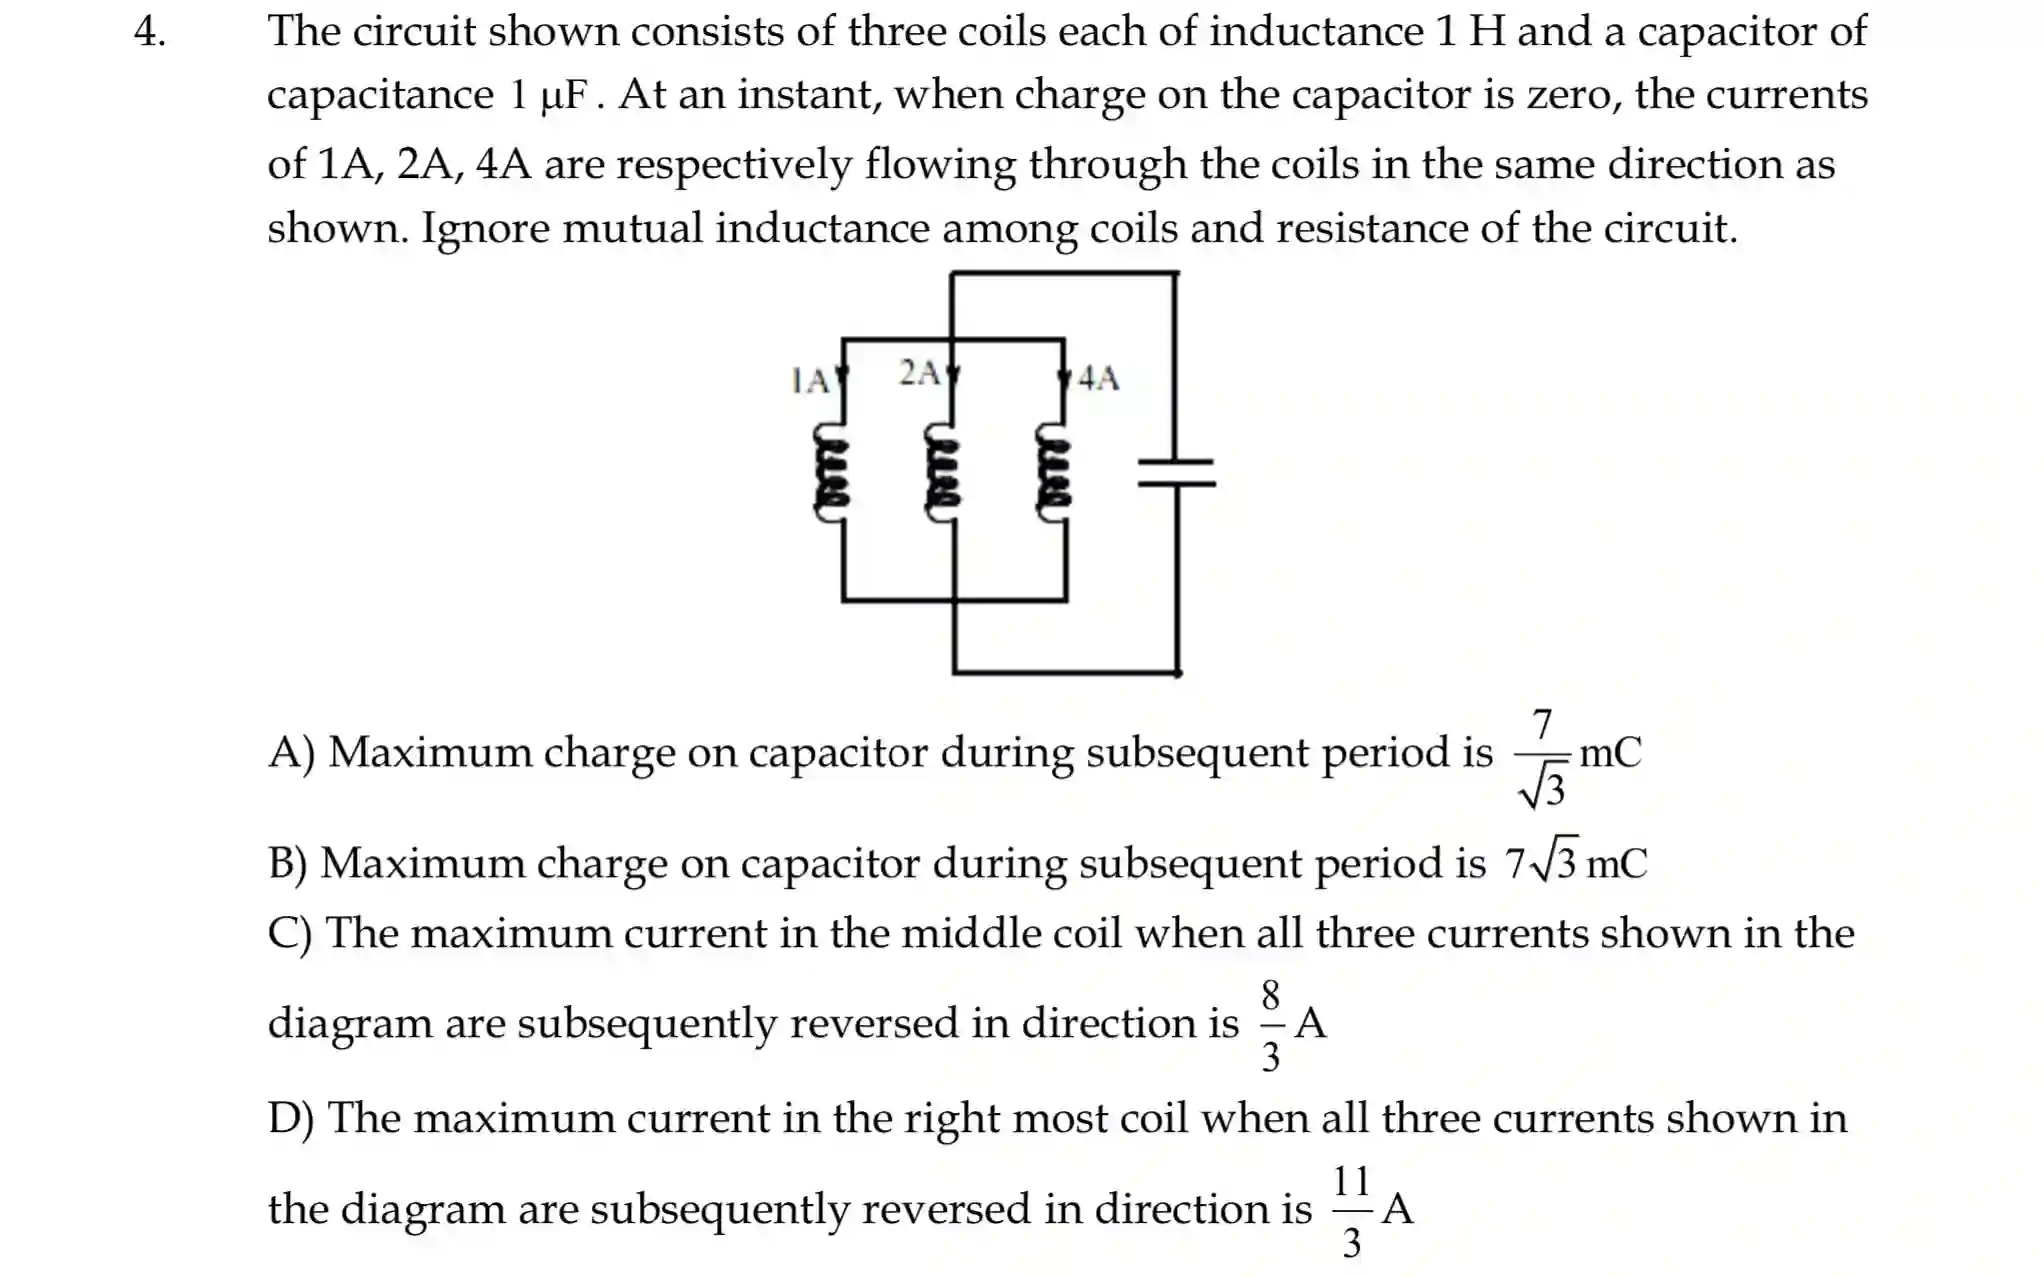 4. The circuit shown consists of three coils each of inductance 1 H and a capacitor of
capacitance 1 μF. At an instant, when charge on the capacitor is zero, the currents
of 1A, 2A, 4A are respectively flowing through the coils in the same direction as
shown. Ignore mutual inductance among coils and resistance of the circuit.
1A 2A 4A
A) Maximum charge on capacitor during subsequent period is 7/√3 mC
B) Maximum charge on capacitor during subsequent period is 7√3 mC
C) The maximum current in the middle coil when all three currents shown in the
diagram are subsequently reversed in direction is 8/3 A
D) The maximum current in the right most coil when all three currents shown in
the diagram are subsequently reversed in direction is 11/3 A